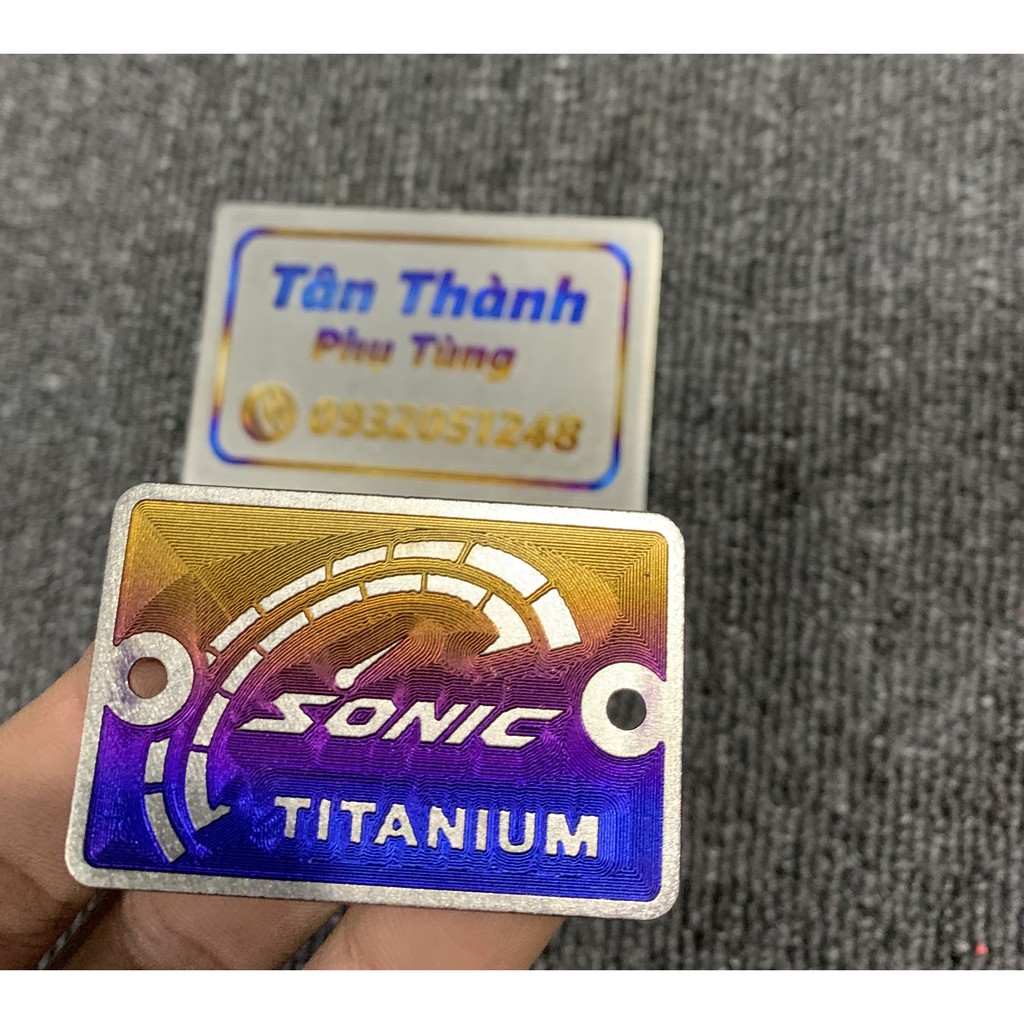 Tân Thành
Phụ Tùng
0932051248
SONIC
TITANIUM